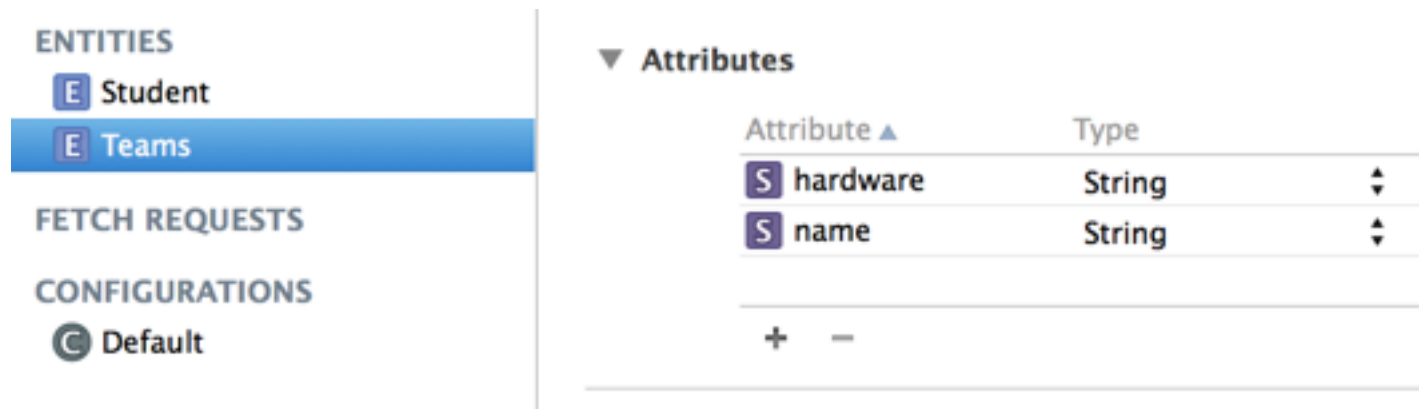 ENTITIES
E Student
E Teams
FETCH REQUESTS
CONFIGURATIONS
C Default
Attributes
Attribute Type
S hardware String
S name String
+ −